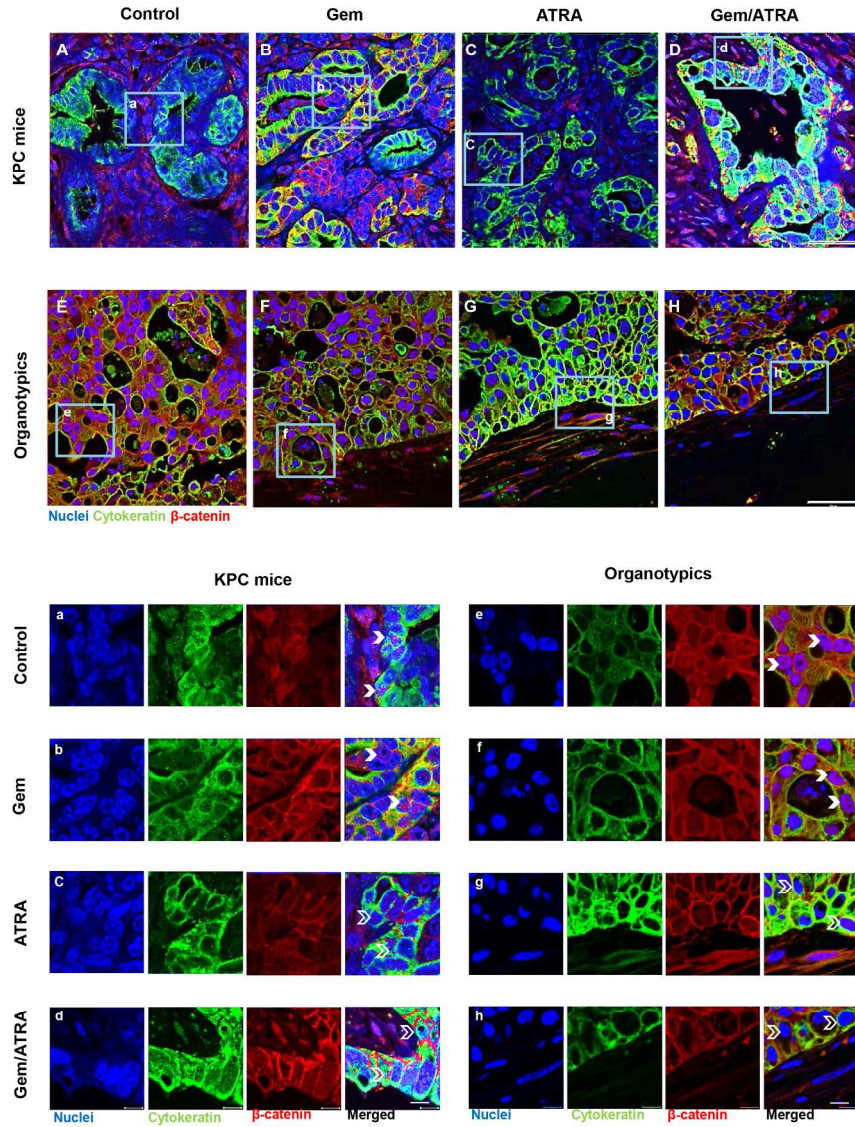 Control Gem ATRA Gem/ATRA
KPC mice
A B C D
a b C d
Organotypics
E F G H
e f g h
Nuclei Cytokeratin β-catenin
KPC mice Organotypics
Control
a e
Gem
b f
ATRA
C g
Gem/ATRA
d h
Nuclei Cytokeratin β-catenin Merged Nuclei Cytokeratin β-catenin Merged